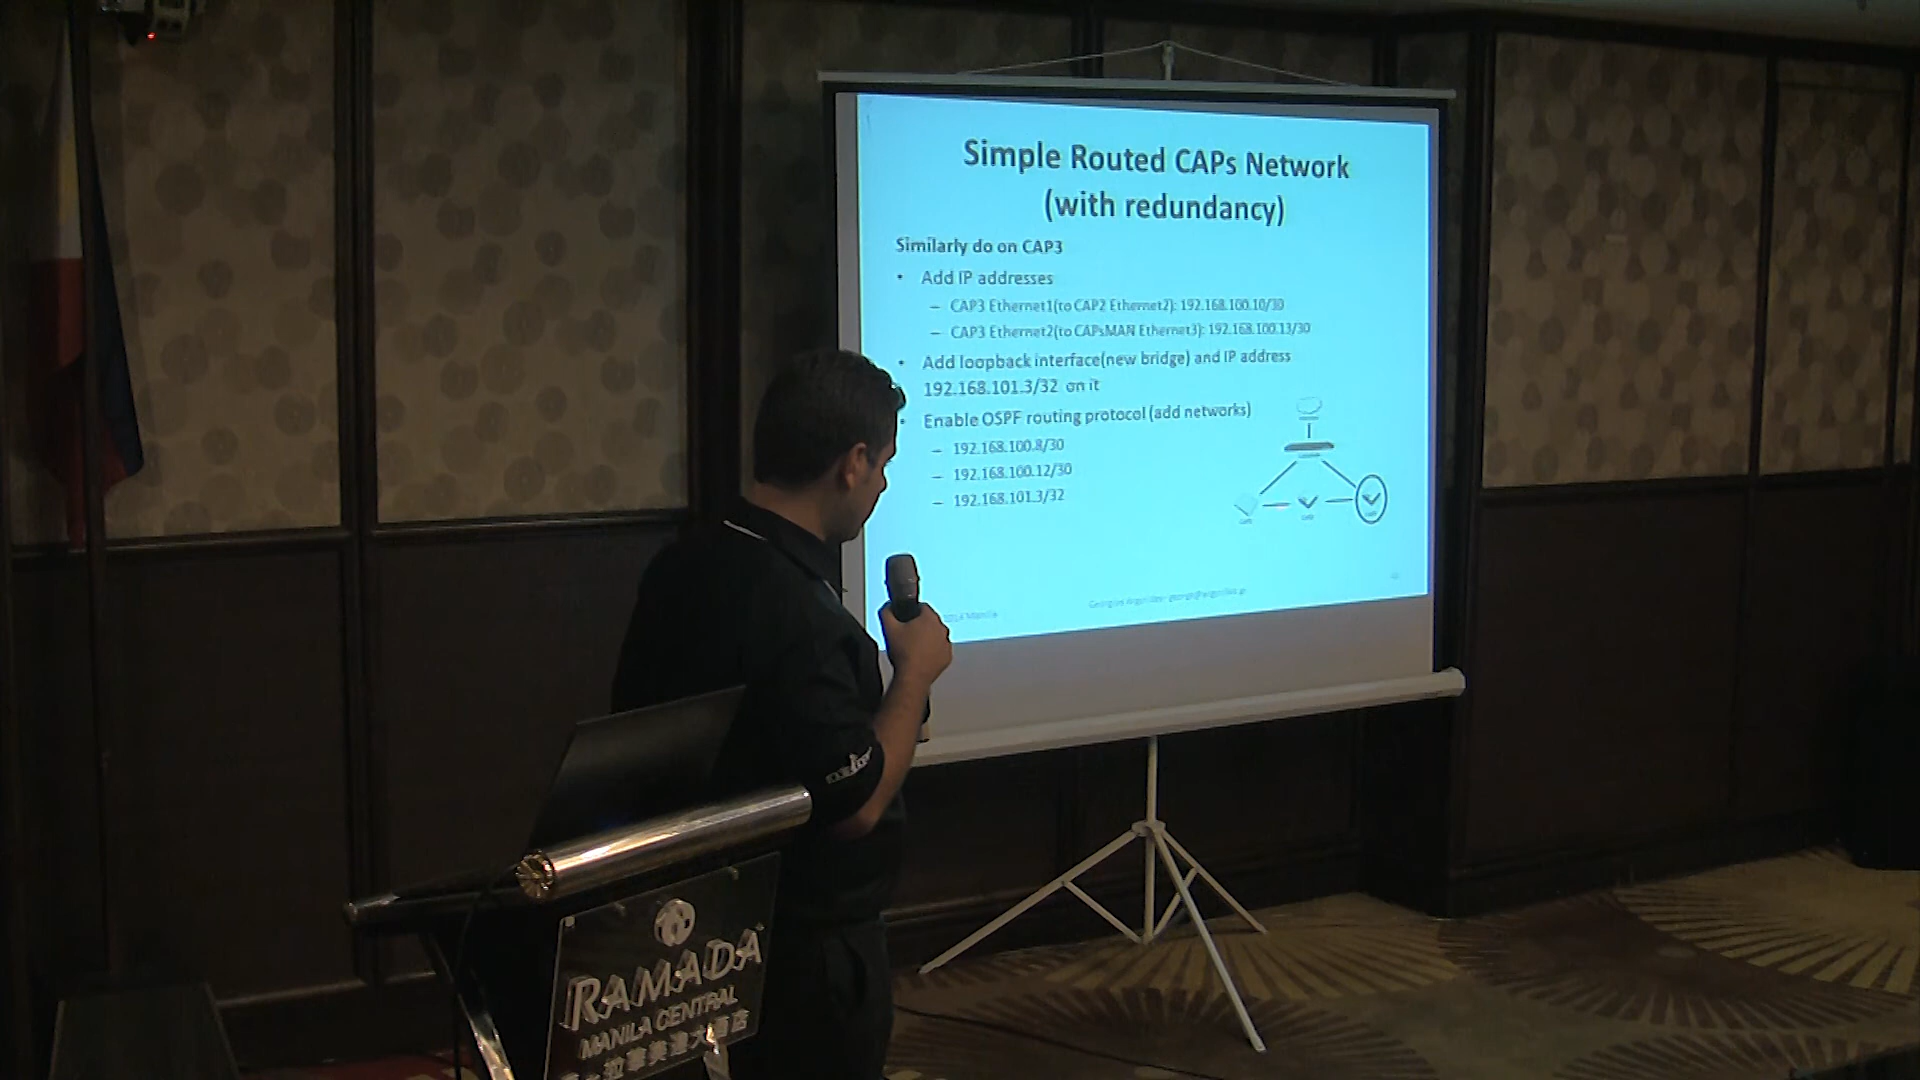 Simple Routed CAPs Network
(with redundancy)
Similarly do on CAP3
• Add IP addresses
– CAP3 Ethernet1(to CAP2 Ethernet2): 192.168.100.10/30
– CAP3 Ethernet2(to CAPsMAN Ethernet3): 192.168.100.13/30
• Add loopback interface(new bridge) and IP address
192.168.101.3/32 on it
• Enable OSPF routing protocol (add networks)
– 192.168.100.8/30
– 192.168.100.12/30
– 192.168.101.3/32
2014 Manila
RAMADA
MANILA CENTRAL